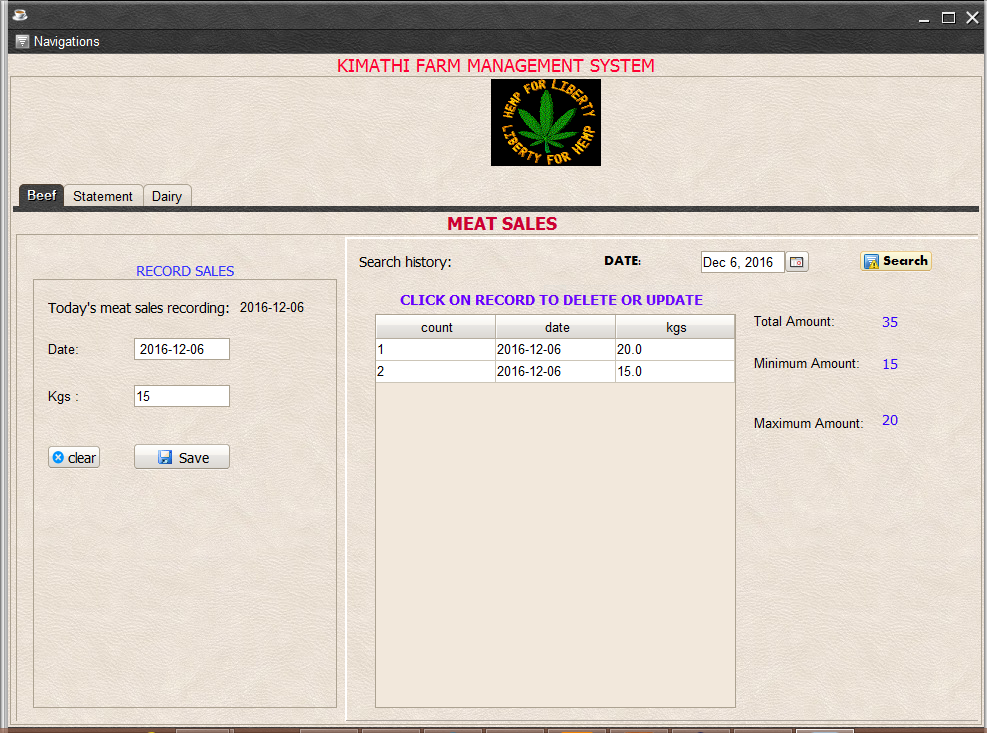 Navigations
KIMATHI FARM MANAGEMENT SYSTEM
HEMP FOR LIBERTY
LIBERTY FOR HEMP
Beef Statement Dairy
MEAT SALES
RECORD SALES
Today's meat sales recording: 2016-12-06
Date: 2016-12-06
Kgs : 15
clear Save
Search history: DATE: Dec 6, 2016 Search
CLICK ON RECORD TO DELETE OR UPDATE
count date kgs
1 2016-12-06 20.0
2 2016-12-06 15.0
Total Amount: 35
Minimum Amount: 15
Maximum Amount: 20